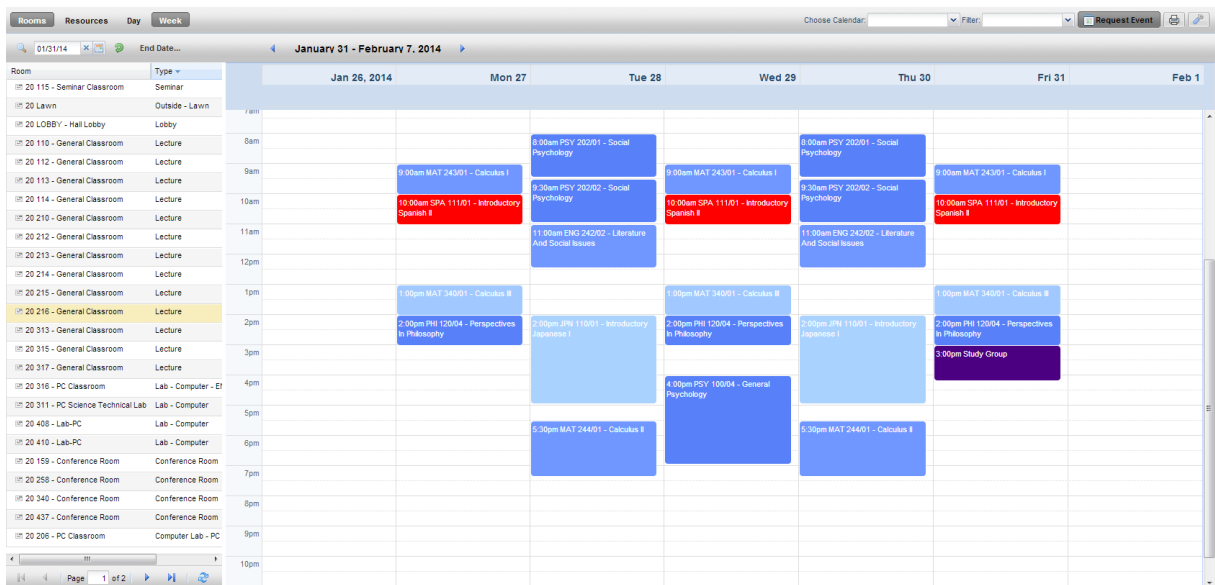 Rooms Resources Day Week Choose Calendar: Filter: Request Event
01/31/14 End Date... January 31 - February 7, 2014
Room Type
Jan 26, 2014 Mon 27 Tue 28 Wed 29 Thu 30 Fri 31 Feb 1
20 115 - Seminar Classroom Seminar
20 Lawn Outside - Lawn
20 LOBBY - Hall Lobby Lobby
20 110 - General Classroom Lecture
20 112 - General Classroom Lecture
20 113 - General Classroom Lecture
20 114 - General Classroom Lecture
20 210 - General Classroom Lecture
20 212 - General Classroom Lecture
20 213 - General Classroom Lecture
20 214 - General Classroom Lecture
20 215 - General Classroom Lecture
20 216 - General Classroom Lecture
20 313 - General Classroom Lecture
20 315 - General Classroom Lecture
20 317 - General Classroom Lecture
20 316 - PC Classroom Lab - Computer - E
20 311 - PC Science Technical Lab Lab - Computer
20 408 - Lab-PC Lab - Computer
20 410 - Lab-PC Lab - Computer
20 159 - Conference Room Conference Room
20 258 - Conference Room Conference Room
20 340 - Conference Room Conference Room
20 437 - Conference Room Conference Room
20 206 - PC Classroom Computer Lab - PC
Page 1 of 2
7am
8am
9am
10am
11am
12pm
1pm
2pm
3pm
4pm
5pm
6pm
7pm
8pm
9pm
10pm
9:00am MAT 243/01 - Calculus I
10:00am SPA 111/01 - Introductory
Spanish II
1:00pm MAT 340/01 - Calculus III
2:00pm PHI 120/04 - Perspectives
In Philosophy
8:00am PSY 202/01 - Social
Psychology
9:30am PSY 202/02 - Social
Psychology
11:00am ENG 242/02 - Literature
And Social Issues
2:00pm JPN 110/01 - Introductory
Japanese I
5:30pm MAT 244/01 - Calculus II
9:00am MAT 243/01 - Calculus I
10:00am SPA 111/01 - Introductory
Spanish II
1:00pm MAT 340/01 - Calculus III
2:00pm PHI 120/04 - Perspectives
In Philosophy
4:00pm PSY 100/04 - General
Psychology
8:00am PSY 202/01 - Social
Psychology
9:30am PSY 202/02 - Social
Psychology
11:00am ENG 242/02 - Literature
And Social Issues
2:00pm JPN 110/01 - Introductory
Japanese I
5:30pm MAT 244/01 - Calculus II
9:00am MAT 243/01 - Calculus I
10:00am SPA 111/01 - Introductory
Spanish II
1:00pm MAT 340/01 - Calculus III
2:00pm PHI 120/04 - Perspectives
In Philosophy
3:00pm Study Group